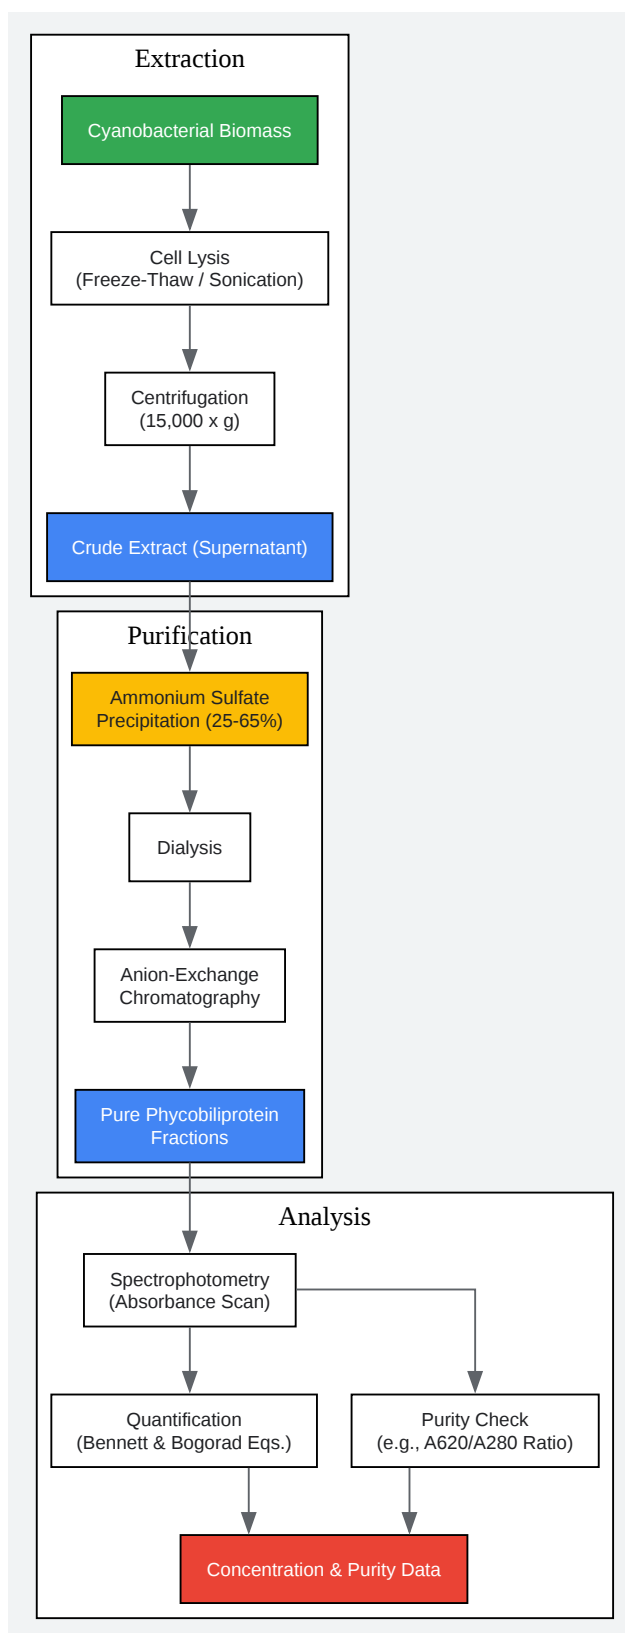 Extraction
Cyanobacterial Biomass
Cell Lysis
(Freeze-Thaw / Sonication)
Centrifugation
(15,000 x g)
Crude Extract (Supernatant)
Purification
Ammonium Sulfate
Precipitation (25-65%)
Dialysis
Anion-Exchange
Chromatography
Pure Phycobiliprotein
Fractions
Analysis
Spectrophotometry
(Absorbance Scan)
Quantification
(Bennett & Bogorad Eqs.)
Purity Check
(e.g., A620/A280 Ratio)
Concentration & Purity Data